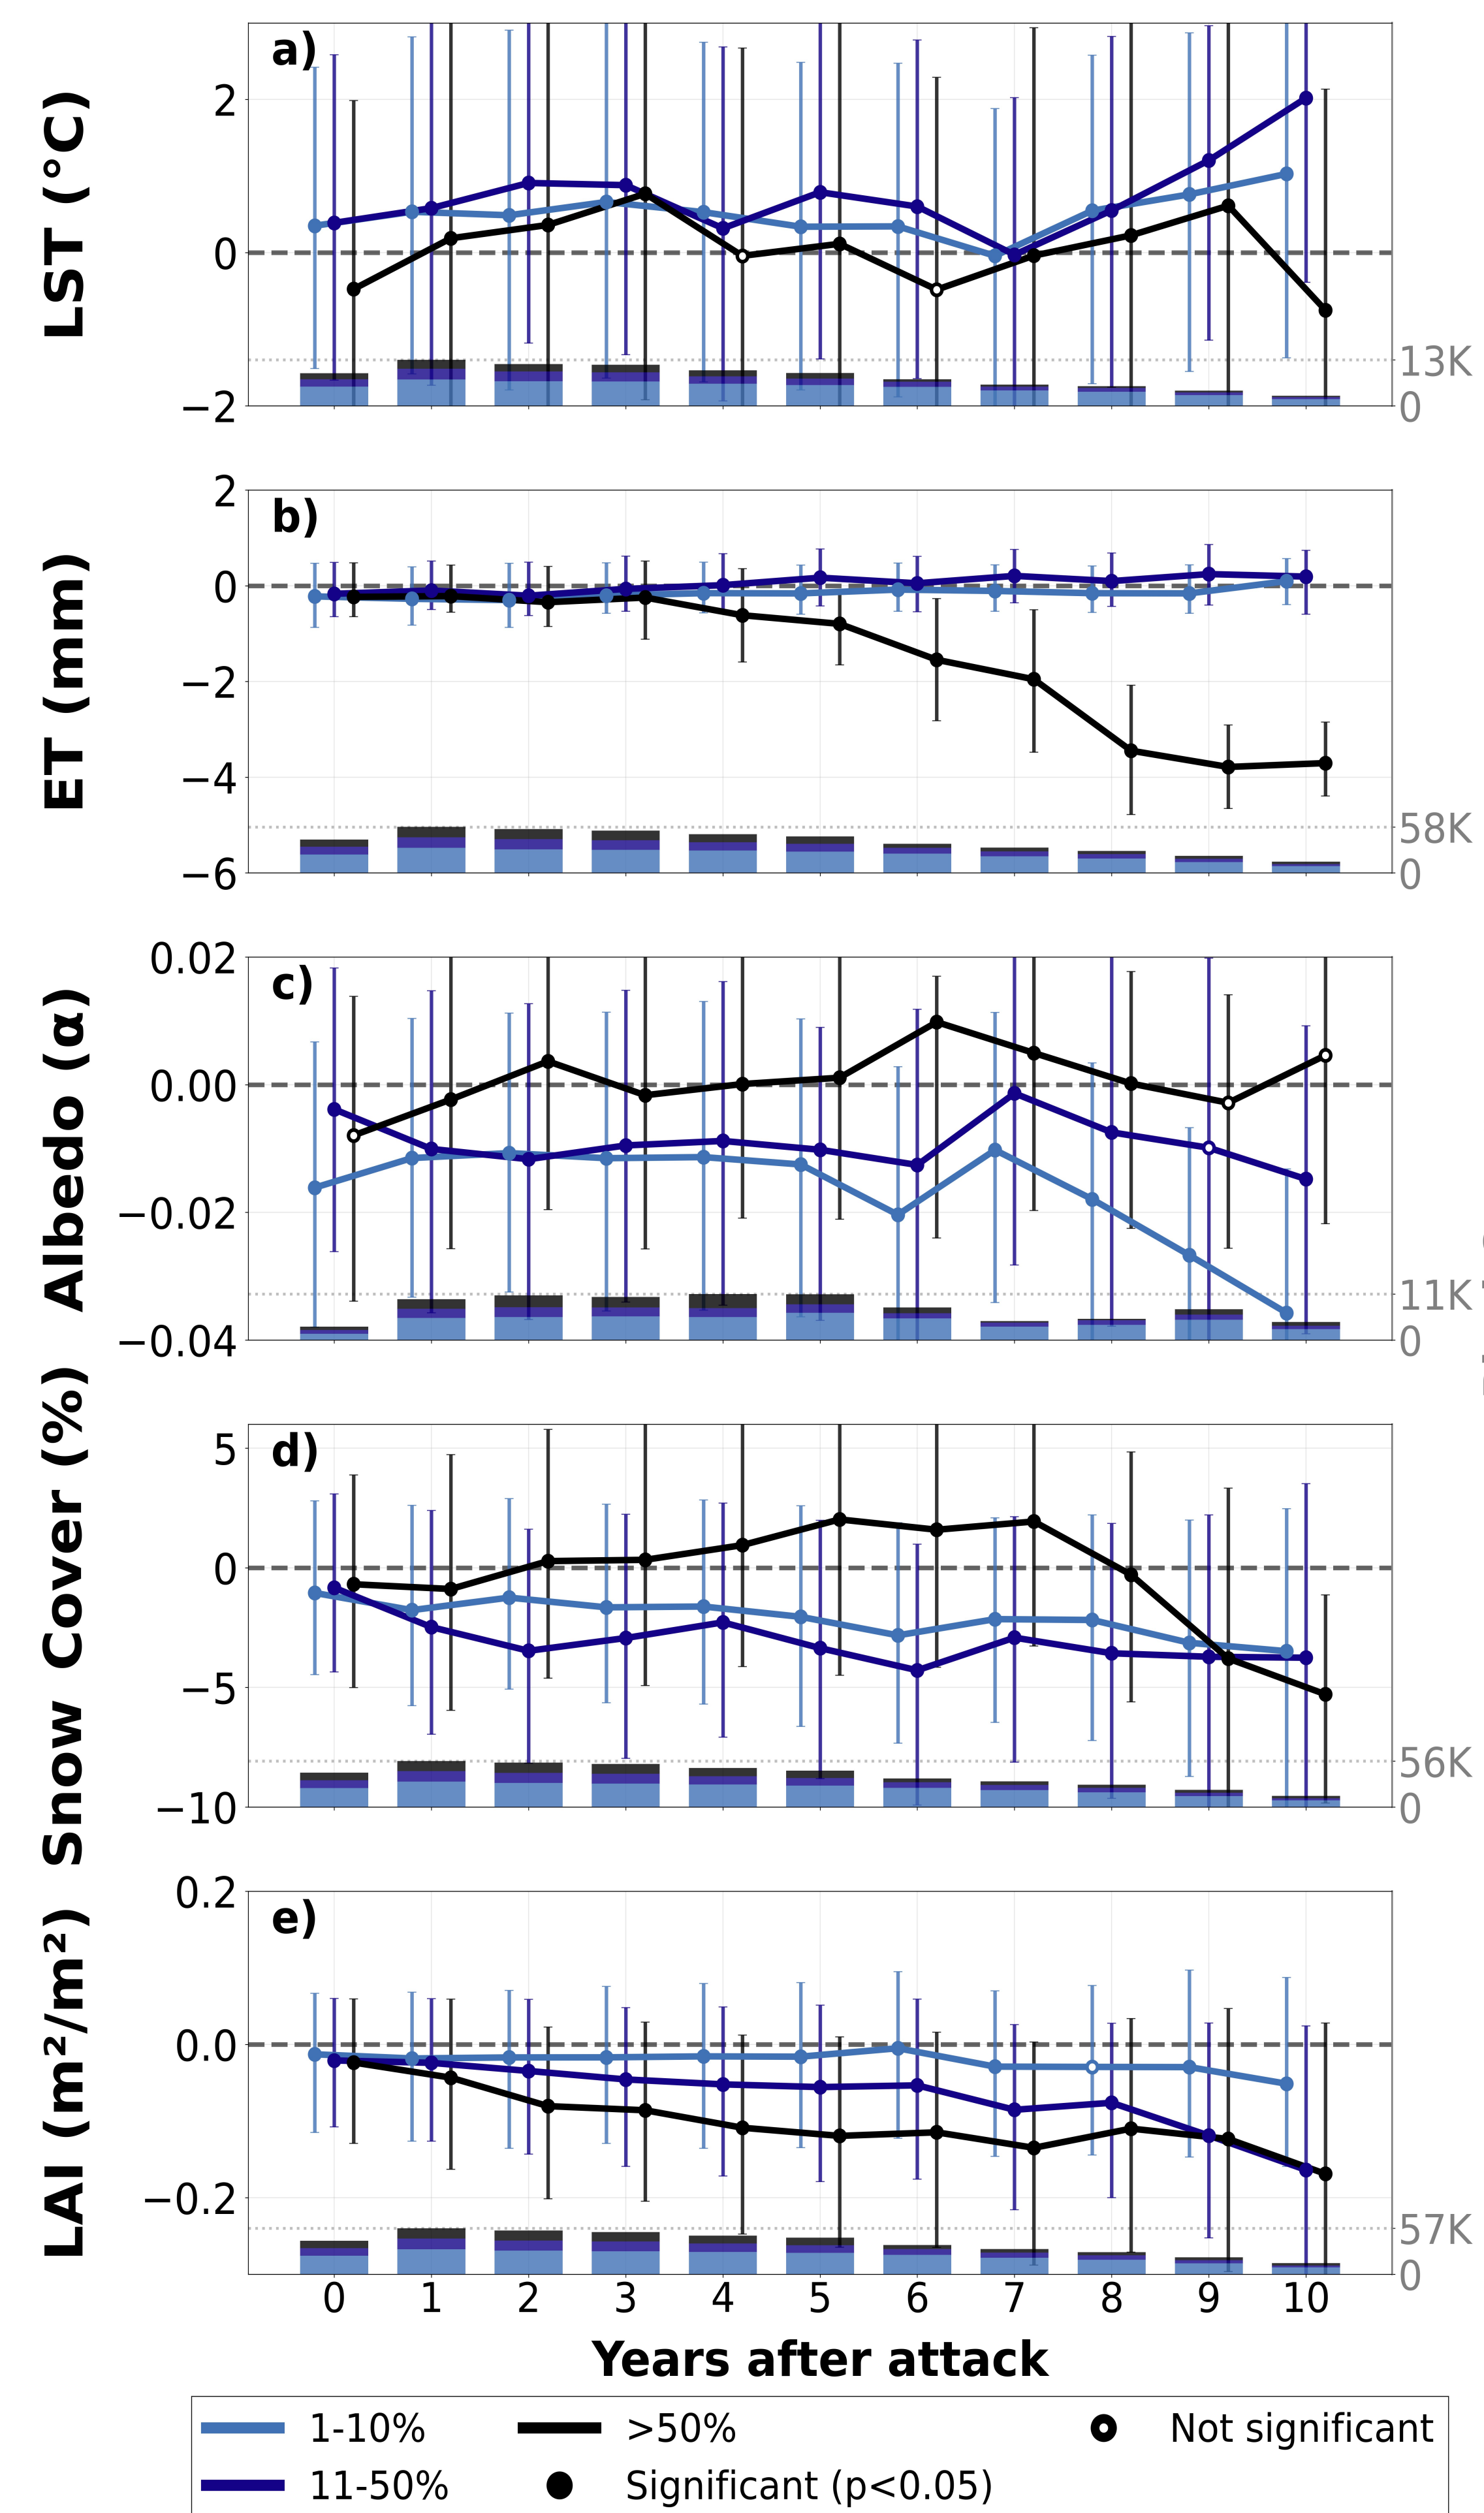 a)
LST (°C)
2
0
−2
13K
0
b)
ET (mm)
2
0
−2
−4
−6
58K
0
c)
Albedo (α)
0.02
0.00
−0.02
−0.04
11K
0
d)
Snow Cover (%)
5
0
−5
−10
56K
0
e)
LAI (m²/m²)
0.2
0.0
−0.2
57K
0
0 1 2 3 4 5 6 7 8 9 10
Years after attack
1-10% >50% Not significant
11-50% Significant (p<0.05)